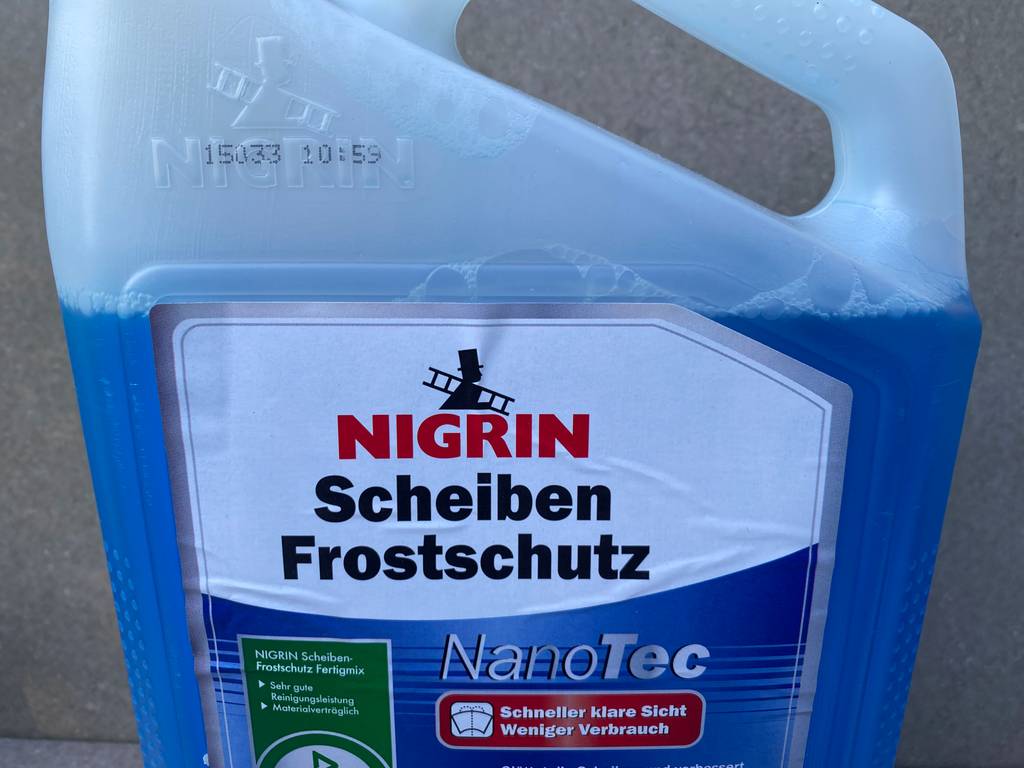 15033 10:59
NIGRIN
NIGRIN
Scheiben
Frostschutz
NanoTec
NIGRIN Scheiben-
Frostschutz Fertigmix
Sehr gute
Reinigungsleistung
Materialverträglich
Schneller klare Sicht
Weniger Verbrauch